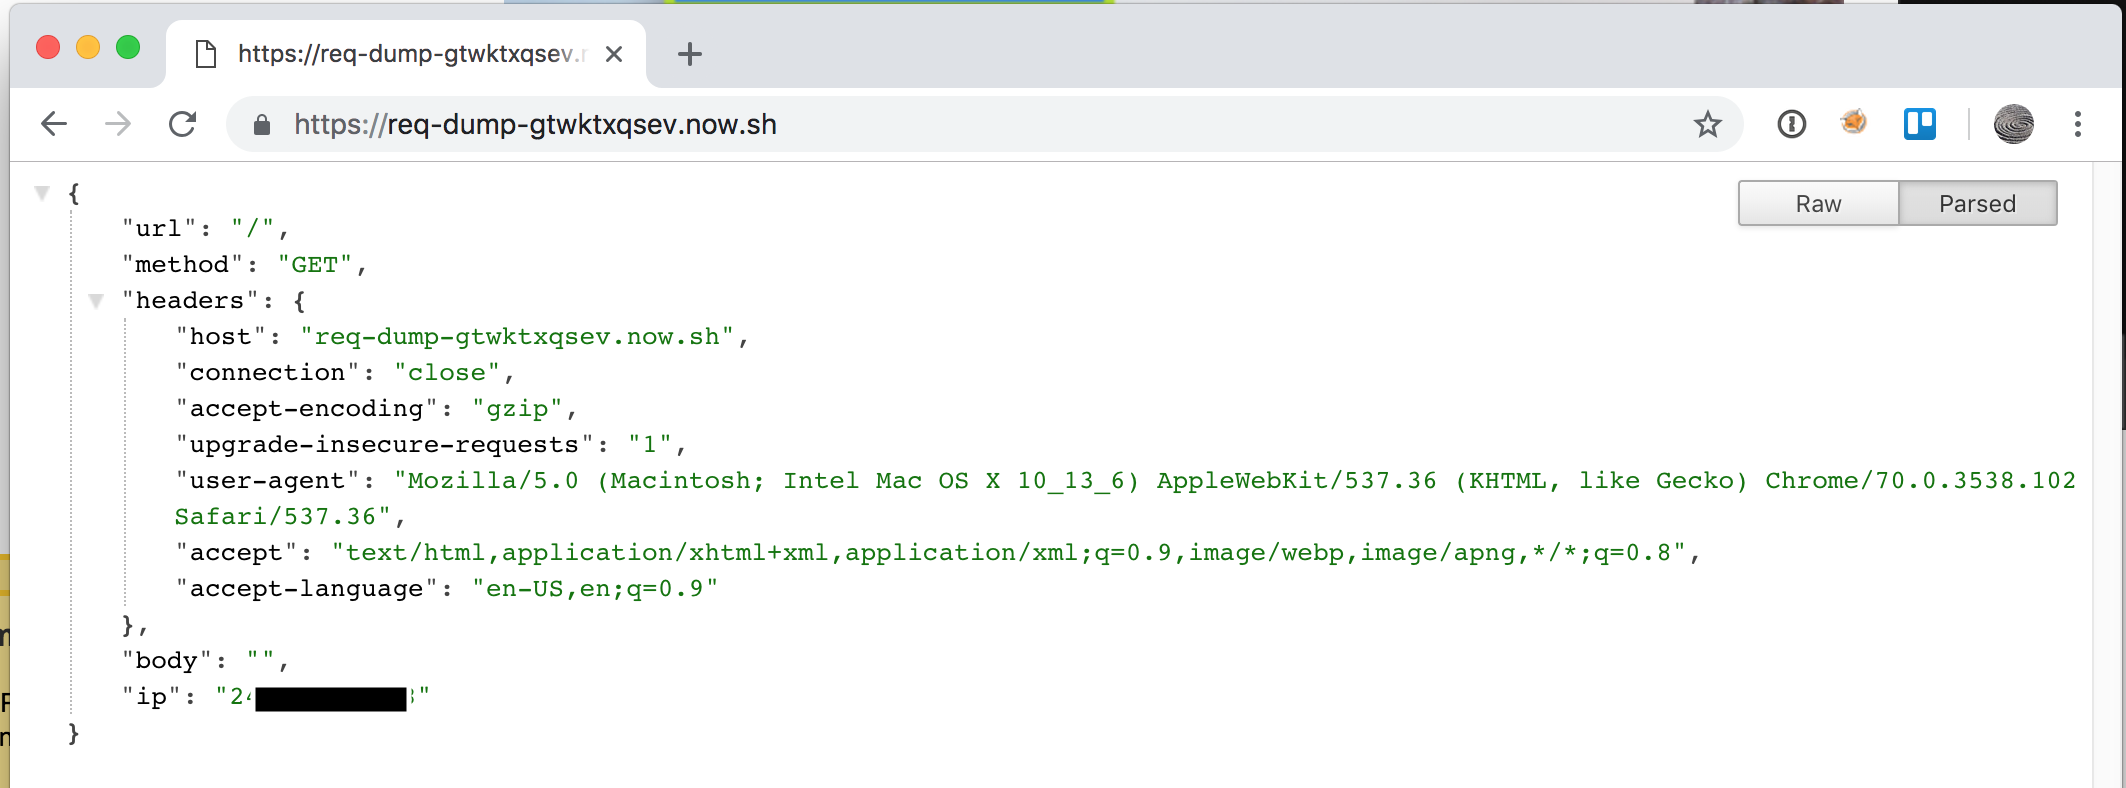 https://req-dump-gtwktxqsev.n
https://req-dump-gtwktxqsev.now.sh
Raw Parsed
{
"url": "/",
"method": "GET",
"headers": {
"host": "req-dump-gtwktxqsev.now.sh",
"connection": "close",
"accept-encoding": "gzip",
"upgrade-insecure-requests": "1",
"user-agent": "Mozilla/5.0 (Macintosh; Intel Mac OS X 10_13_6) AppleWebKit/537.36 (KHTML, like Gecko) Chrome/70.0.3538.102
Safari/537.36",
"accept": "text/html,application/xhtml+xml,application/xml;q=0.9,image/webp,image/apng,*/*;q=0.8",
"accept-language": "en-US,en;q=0.9"
},
"body": "",
"ip": "2
}